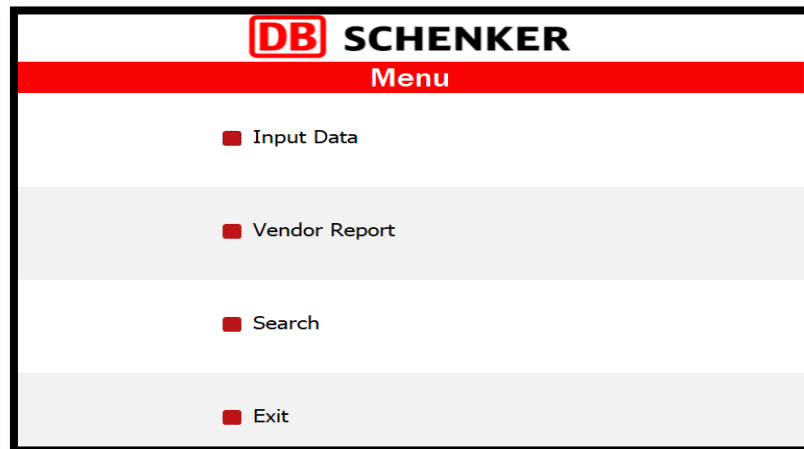 DB SCHENKER
Menu
Input Data
Vendor Report
Search
Exit